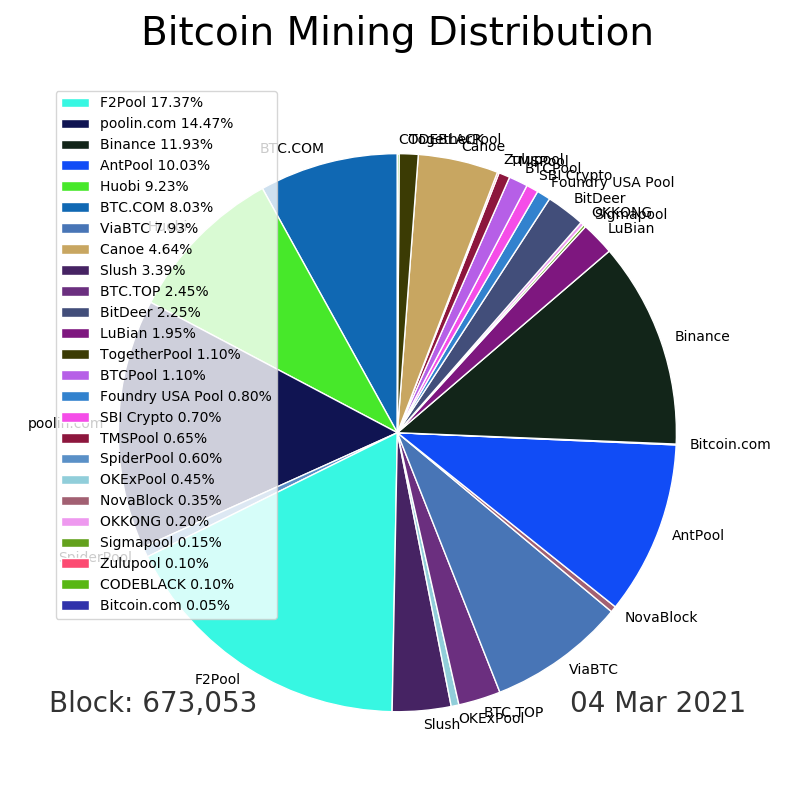 Bitcoin Mining Distribution
F2Pool 17.37%
poolin.com 14.47%
Binance 11.93%
AntPool 10.03%
Huobi 9.23%
BTC.COM 8.03%
ViaBTC 7.93%
Canoe 4.64%
Slush 3.39%
BTC.TOP 2.45%
BitDeer 2.25%
LuBian 1.95%
TogetherPool 1.10%
BTCPool 1.10%
Foundry USA Pool 0.80%
SBI Crypto 0.70%
TMSPool 0.65%
SpiderPool 0.60%
OKExPool 0.45%
NovaBlock 0.35%
OKKONG 0.20%
Sigmapool 0.15%
Zulupool 0.10%
CODEBLACK 0.10%
Bitcoin.com 0.05%
CODEBLACK
TogetherPool
Canoe
Zulupool
TMSPool
BTCPool
SBI Crypto
Foundry USA Pool
BitDeer
OKKONG
Sigmapool
LuBian
Binance
Bitcoin.com
AntPool
NovaBlock
ViaBTC
BTC.TOP
OKExPool
Slush
F2Pool
SpiderPool
poolin.com
Huobi
BTC.COM
Block: 673,053
04 Mar 2021